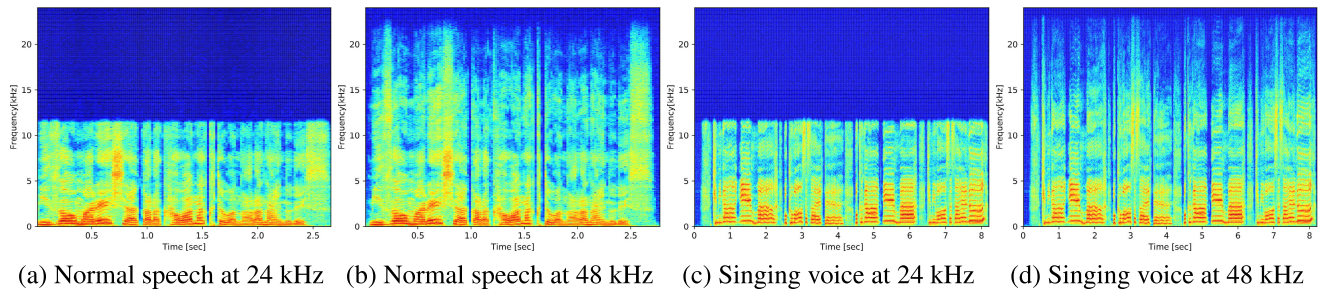 20
15
10
5
0
Frequency[kHz]
0.5 1.0 1.5 2.0 2.5
Time [sec]
(a) Normal speech at 24 kHz
20
15
10
5
0
Frequency[kHz]
0.5 1.0 1.5 2.0 2.5
Time [sec]
(b) Normal speech at 48 kHz
20
15
10
5
0
Frequency[kHz]
0 1 2 3 4 5 6 7 8
Time [sec]
(c) Singing voice at 24 kHz
20
15
10
5
0
Frequency[kHz]
0 1 2 3 4 5 6 7 8
Time [sec]
(d) Singing voice at 48 kHz